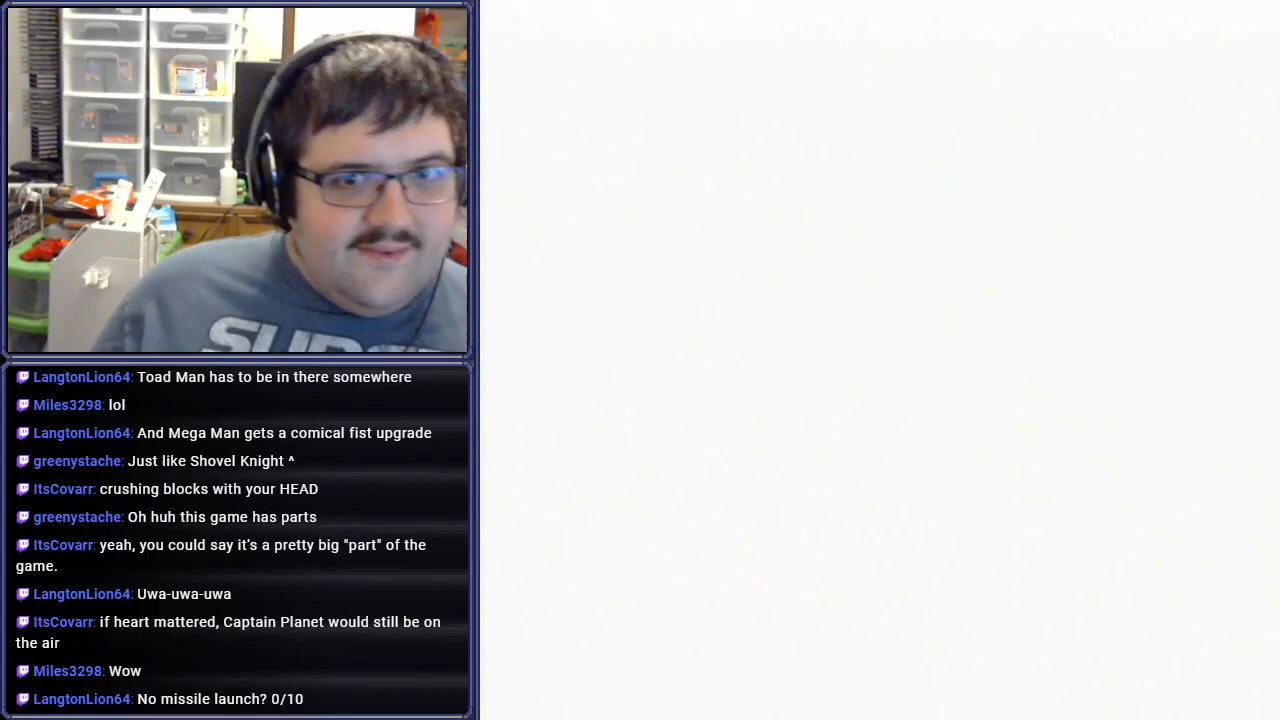 LangtonLion64: Toad Man has to be in there somewhere
Miles3298: lol
LangtonLion64: And Mega Man gets a comical fist upgrade
greenystache: Just like Shovel Knight ^
ItsCovarr: crushing blocks with your HEAD
greenystache: Oh huh this game has parts
ItsCovarr: yeah, you could say it's a pretty big "part" of the
game.
LangtonLion64: Uwa-uwa-uwa
ItsCovarr: if heart mattered, Captain Planet would still be on
the air
Miles3298: Wow
LangtonLion64: No missile launch? 0/10